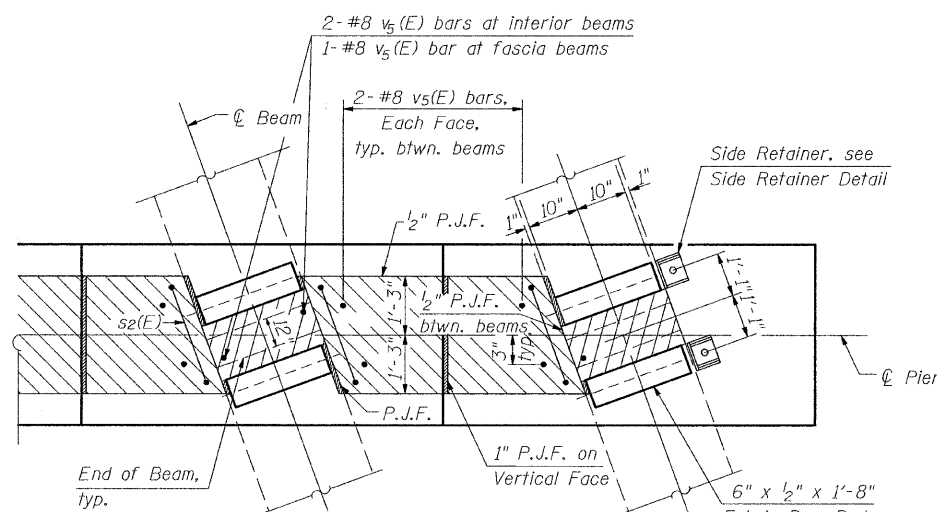 2- #8 v5(E) bars at interior beams
1- #8 v5(E) bar at fascia beams
℄ Beam
2- #8 v5(E) bars,
Each Face,
typ. btwn. beams
Side Retainer, see
Side Retainer Detail
1" 10" 10" 1"
1/2" P.J.F.
1'-1" 1'-1"
s2(E)
1'-3"
1'-3"
12"
1/2" P.J.F.
btwn. beams
3"
typ.
℄ Pier
P.J.F.
End of Beam,
typ.
1" P.J.F. on
Vertical Face
6" x 1/2" x 1'-8"